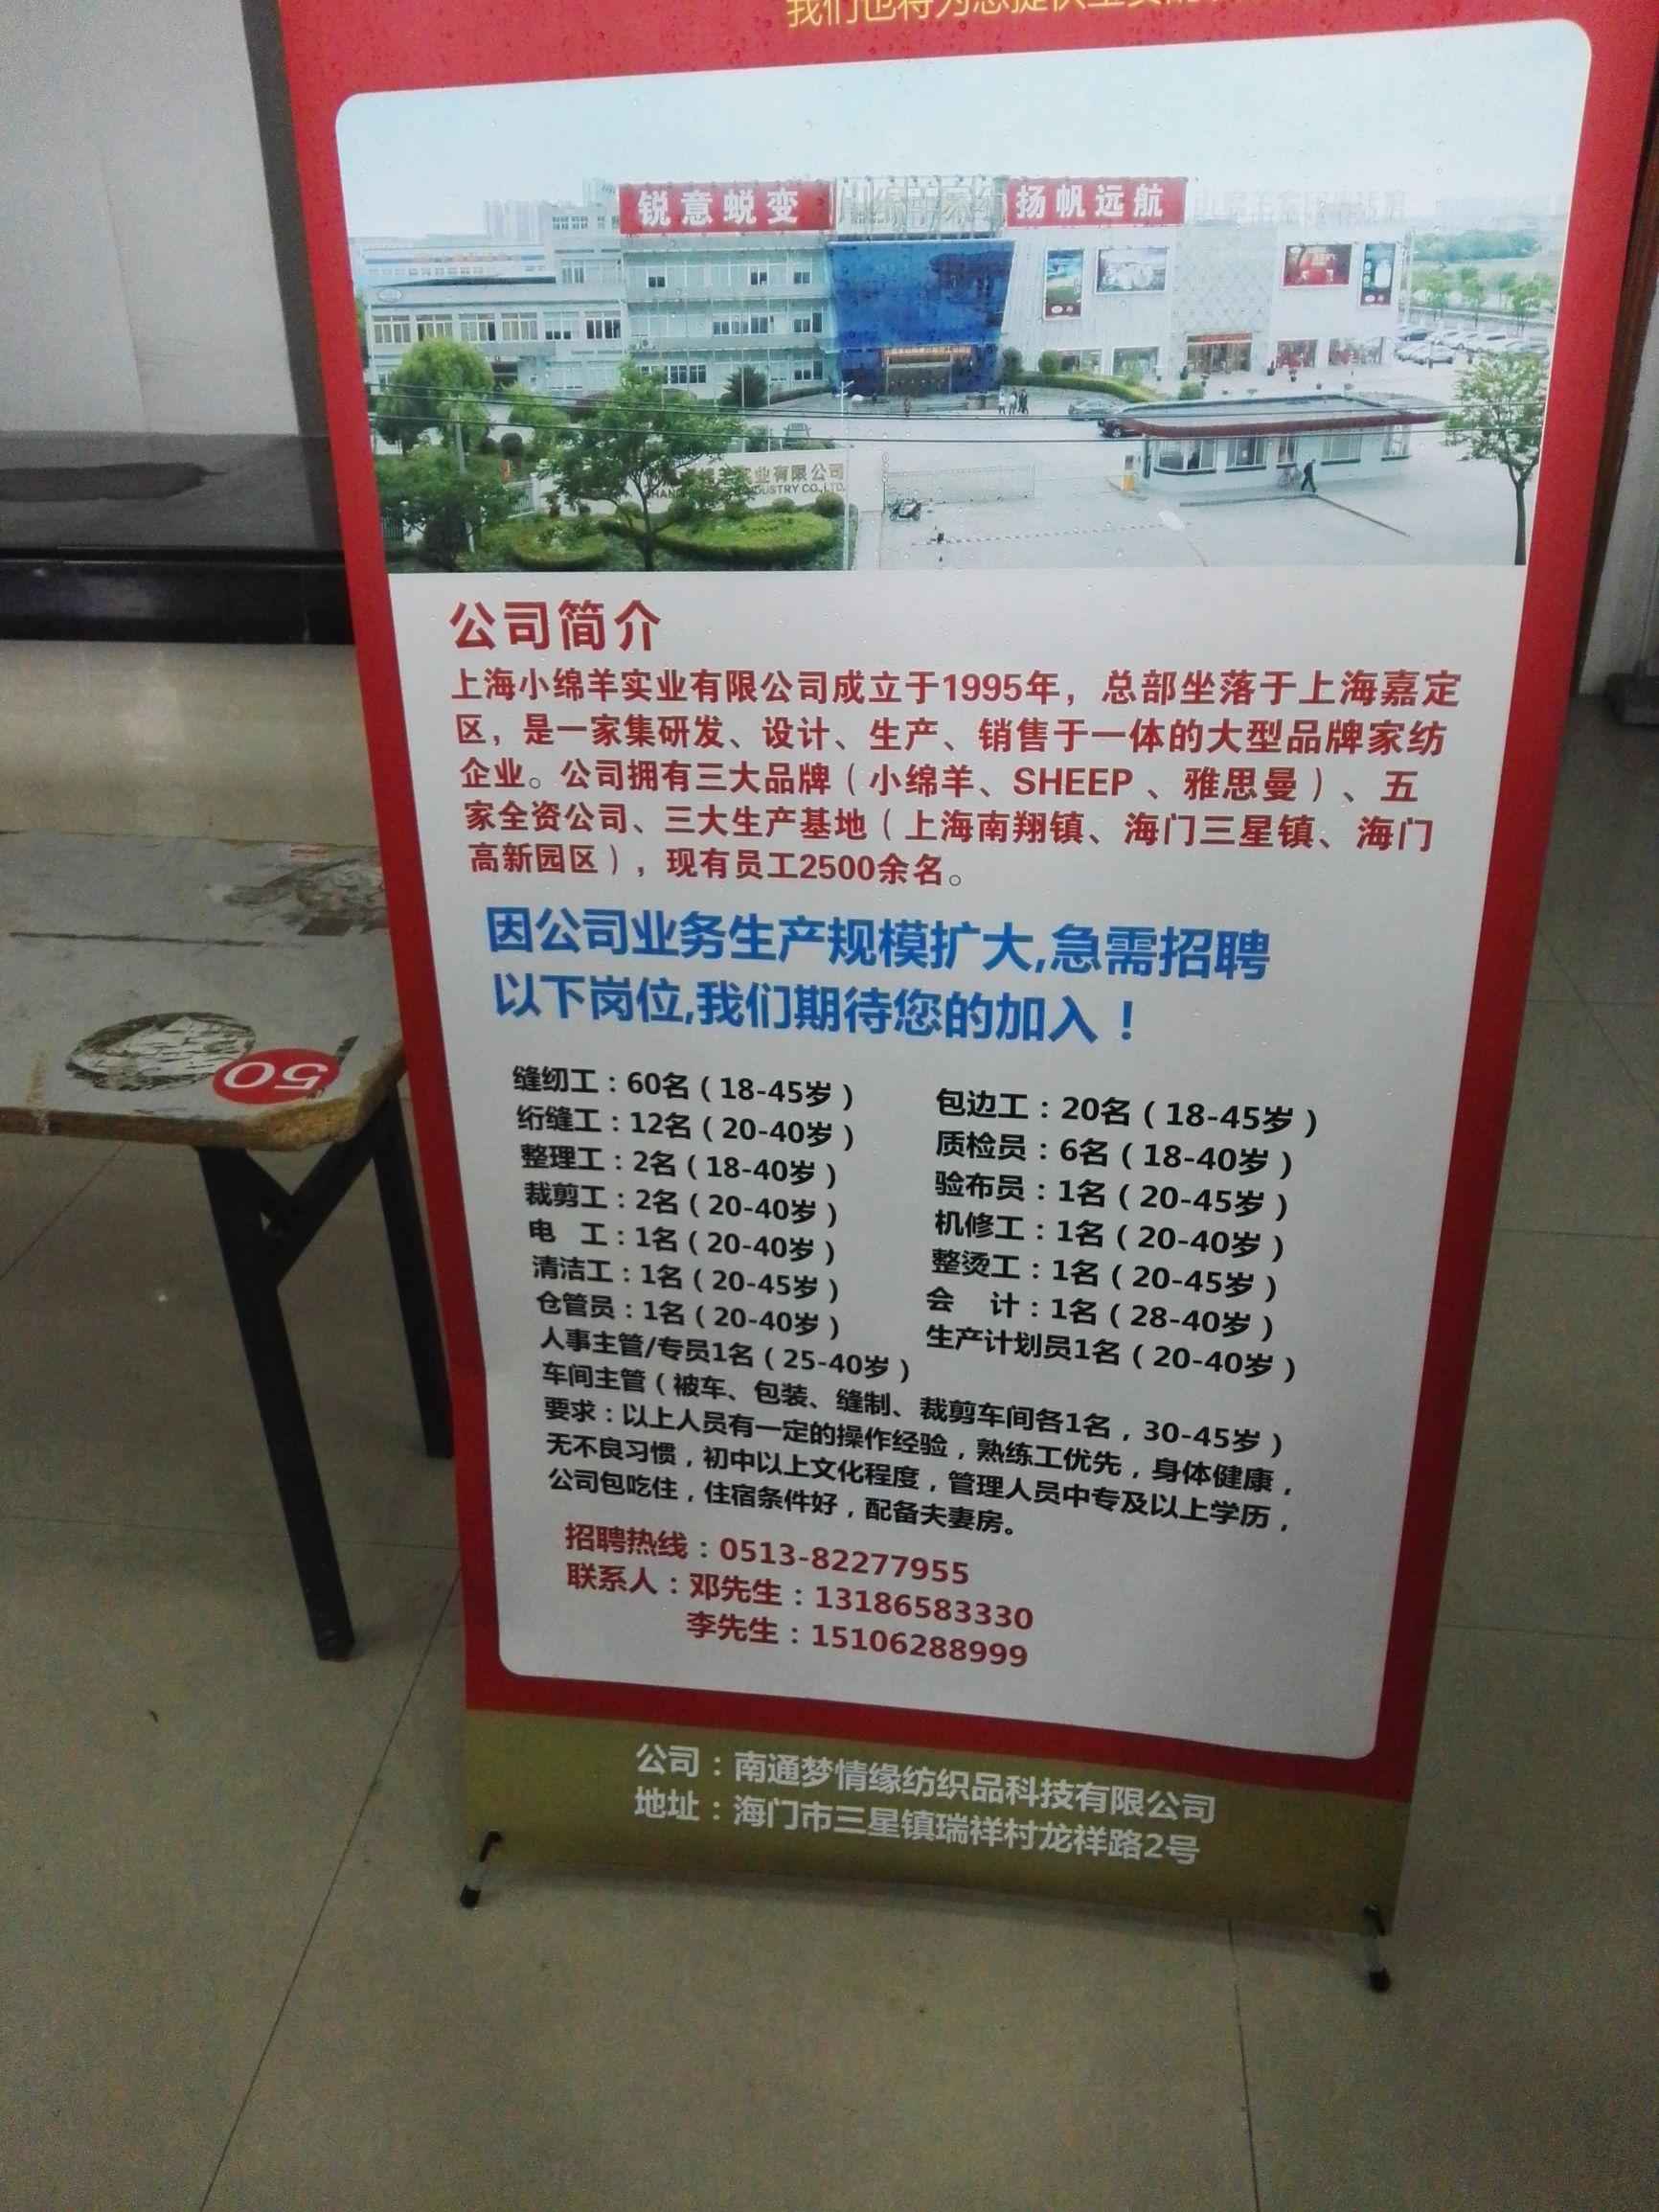 我们也将为您提供
锐意蜕变
扬帆远航
实业有限公司
DUSTRY CO.,LTD.
公司简介
上海小绵羊实业有限公司成立于1995年，总部坐落于上海嘉定
区，是一家集研发、设计、生产、销售于一体的大型品牌家纺
企业。公司拥有三大品牌（小绵羊、SHEEP 、雅思曼）、五
家全资公司、三大生产基地（上海南翔镇、海门三星镇、海门
高新园区），现有员工2500余名。
因公司业务生产规模扩大,急需招聘
以下岗位,我们期待您的加入！
缝纫工：60名（18-45岁）
绗缝工：12名（20-40岁）
整理工：2名（18-40岁）
裁剪工：2名（20-40岁）
电　工：1名（20-40岁）
清洁工：1名（20-45岁）
仓管员：1名（20-40岁）
人事主管/专员1名（25-40岁）
包边工：20名（18-45岁）
质检员：6名（18-40岁）
验布员：1名（20-45岁）
机修工：1名（20-40岁）
整烫工：1名（20-45岁）
会　计：1名（28-40岁）
生产计划员1名（20-40岁）
车间主管（被车、包装、缝制、裁剪车间各1名，30-45岁）
要求：以上人员有一定的操作经验，熟练工优先，身体健康，
无不良习惯，初中以上文化程度，管理人员中专及以上学历，
公司包吃住，住宿条件好，配备夫妻房。
招聘热线：0513-82277955
联系人：邓先生：13186583330
李先生：15106288999
公司：南通梦情缘纺织品科技有限公司
地址：海门市三星镇瑞祥村龙祥路2号
50